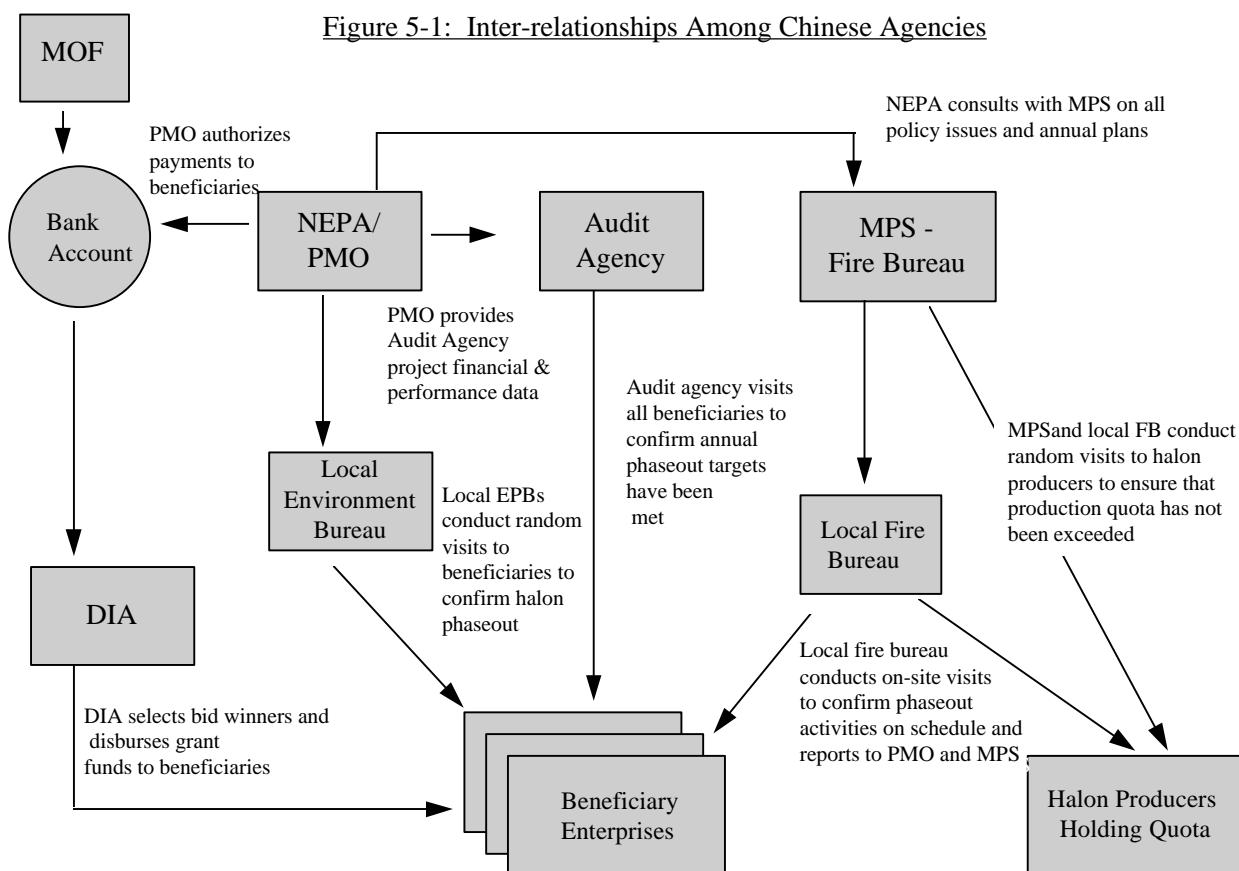 Figure 5-1: Inter-relationships Among Chinese Agencies
MOF
NEPA consults with MPS on all
policy issues and annual plans
PMO authorizes
payments to
beneficiaries
Bank
Account
NEPA/
PMO
Audit
Agency
MPS -
Fire Bureau
PMO provides
Audit Agency
project financial &
performance data
Audit agency visits
all beneficiaries to
confirm annual
phaseout targets
have been
met
MPSand local FB conduct
random visits to halon
producers to ensure that
production quota has not
been exceeded
Local
Environment
Bureau
Local EPBs
conduct random
visits to
beneficiaries to
confirm halon
phaseout
Local Fire
Bureau
DIA
Local fire bureau
conducts on-site visits
to confirm phaseout
activities on schedule and
reports to PMO and MPS
DIA selects bid winners and
disburses grant
funds to beneficiaries
Beneficiary
Enterprises
Halon Producers
Holding Quota